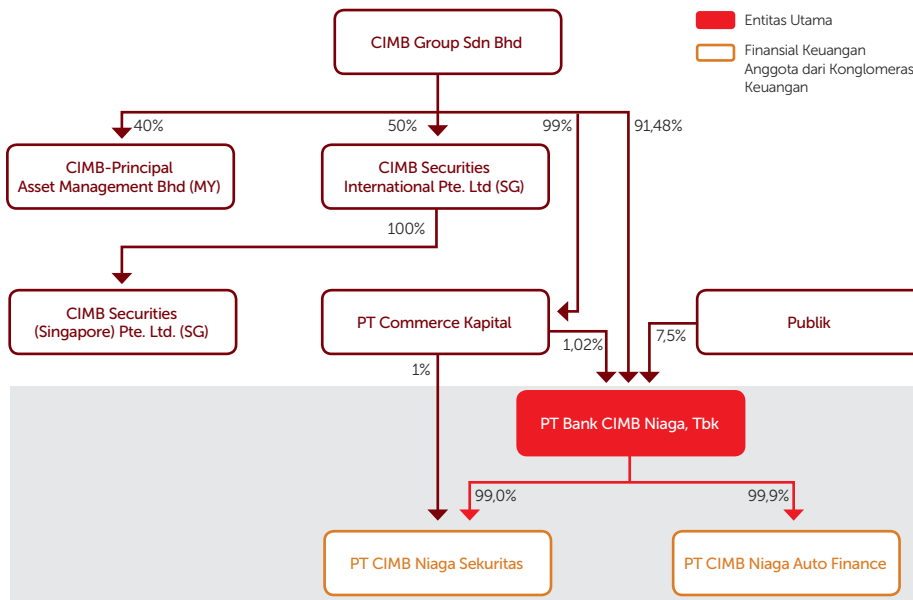 CIMB Group Sdn Bhd
Entitas Utama
Finansial Keuangan
Anggota dari Konglomeras
Keuangan
40%
50%
99%
91,48%
CIMB-Principal
Asset Management Bhd (MY)
CIMB Securities
International Pte. Ltd (SG)
100%
CIMB Securities
(Singapore) Pte. Ltd. (SG)
PT Commerce Kapital
Publik
1,02%
7,5%
1%
PT Bank CIMB Niaga, Tbk
99,0%
99,9%
PT CIMB Niaga Sekuritas
PT CIMB Niaga Auto Finance